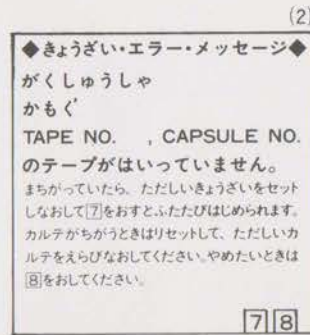 (2)
◆きょうざい・エラー・メッセージ◆
がくしゅうしゃ
かもぐ
TAPE NO.　, CAPSULE NO.
のテープがはいっていません。
まちがっていたら、ただしいきょうざいをセット
しなおして7をおすとふたたびはじめられます。
カルテがちがうときはリセットして、ただしいカ
ルテをえらびなおしてください。やめたいときは
8をおしてください。
7 8